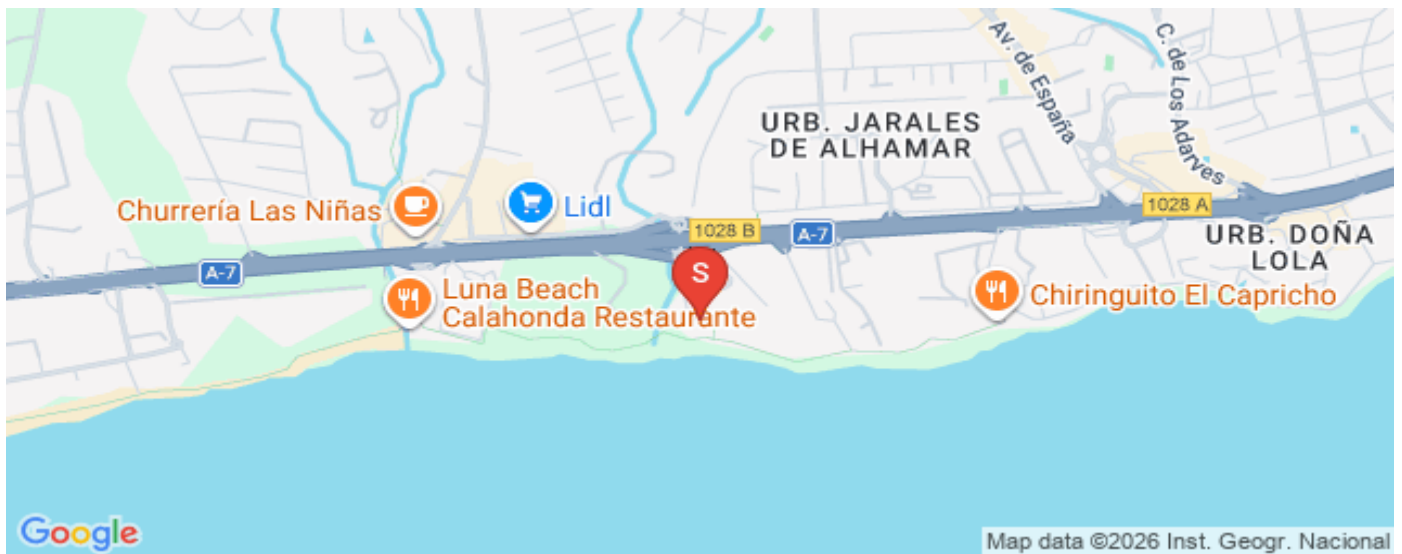 Av. de España
C. de Los Adarves
URB. JARALES
DE ALHAMAR
Churrería Las Niñas
Lidl
1028 A
1028 B
A-7
URB. DOÑA
LOLA
A-7
S
Luna Beach
Calahonda Restaurante
Chiringuito El Capricho
Google
Map data ©2026 Inst. Geogr. Nacional